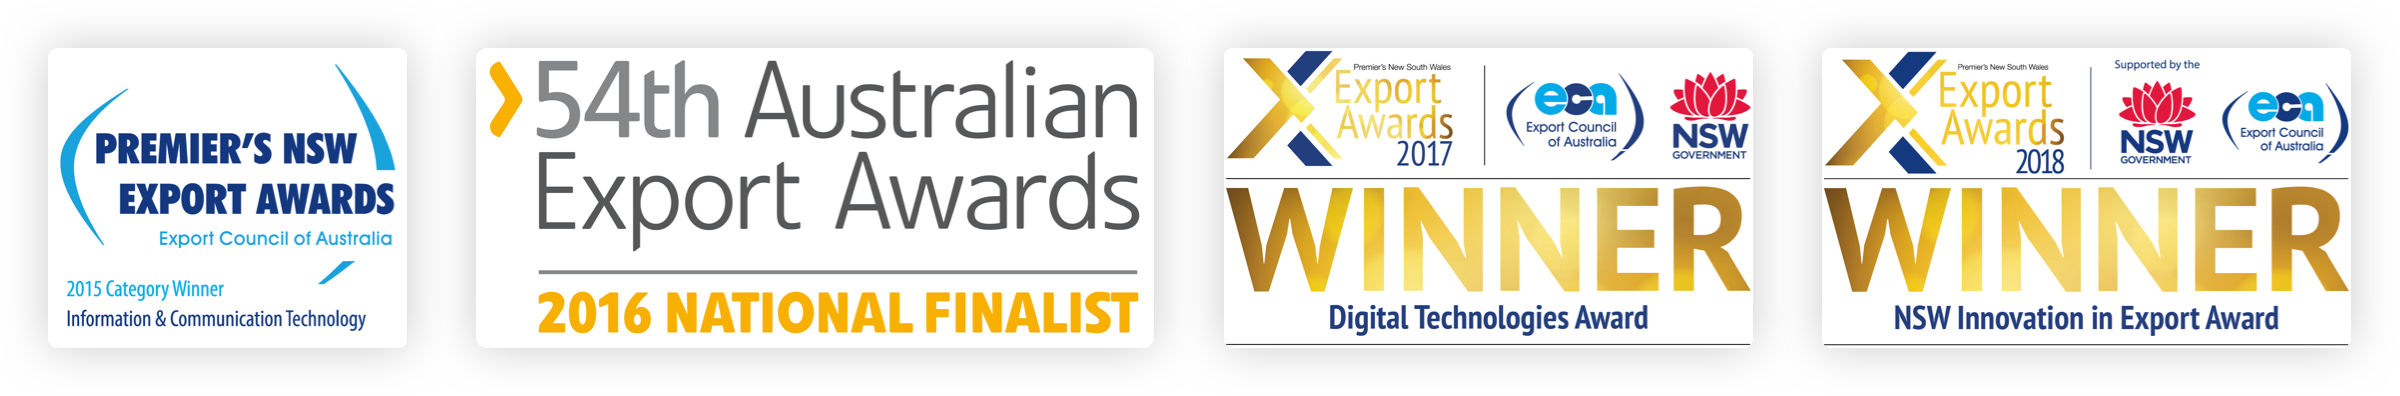 PREMIER'S NSW
EXPORT AWARDS
Export Council of Australia
2015 Category Winner
Information & Communication Technology
54th Australian
Export Awards
2016 NATIONAL FINALIST
Premier's New South Wales
Export
Awards
2017
eca
Export Council
of Australia
NSW
GOVERNMENT
WINNER
Digital Technologies Award
Premier's New South Wales
Export
Awards
2018
Supported by the
NSW
GOVERNMENT
eca
Export Council
of Australia
WINNER
NSW Innovation in Export Award